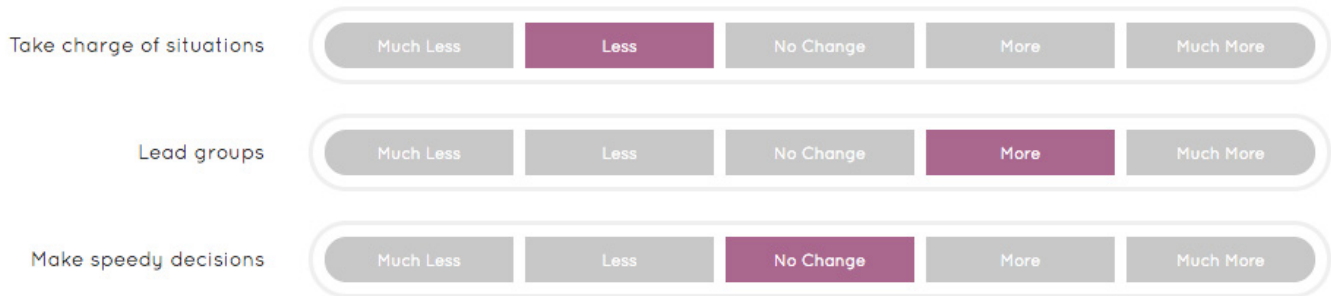 Take charge of situations Much Less Less No Change More Much More
Lead groups Much Less Less No Change More Much More
Make speedy decisions Much Less Less No Change More Much More